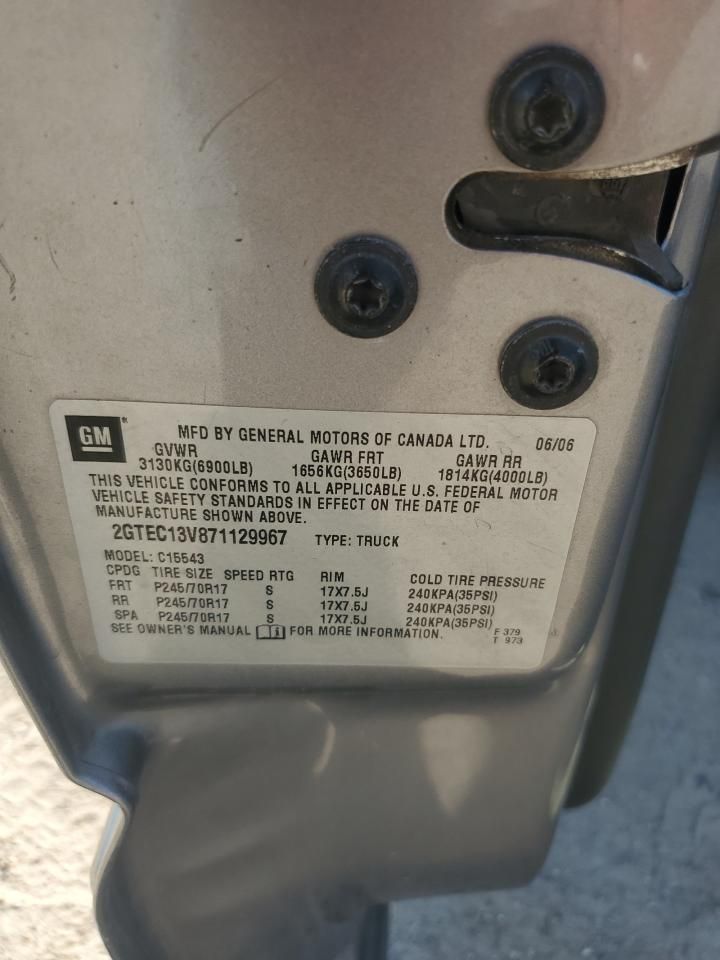 GM
MFD BY GENERAL MOTORS OF CANADA LTD. 06/06
GVWR GAWR FRT GAWR RR
3130KG(6900LB) 1656KG(3650LB) 1814KG(4000LB)
THIS VEHICLE CONFORMS TO ALL APPLICABLE U.S. FEDERAL MOTOR
VEHICLE SAFETY STANDARDS IN EFFECT ON THE DATE OF
MANUFACTURE SHOWN ABOVE.
2GTEC13V871129967 TYPE: TRUCK
MODEL: C15543
CPDG TIRE SIZE SPEED RTG RIM COLD TIRE PRESSURE
FRT P245/70R17 S 17X7.5J 240KPA(35PSI)
RR P245/70R17 S 17X7.5J 240KPA(35PSI)
SPA P245/70R17 S 17X7.5J 240KPA(35PSI)
SEE OWNER'S MANUAL FOR MORE INFORMATION.
F 379
T 973